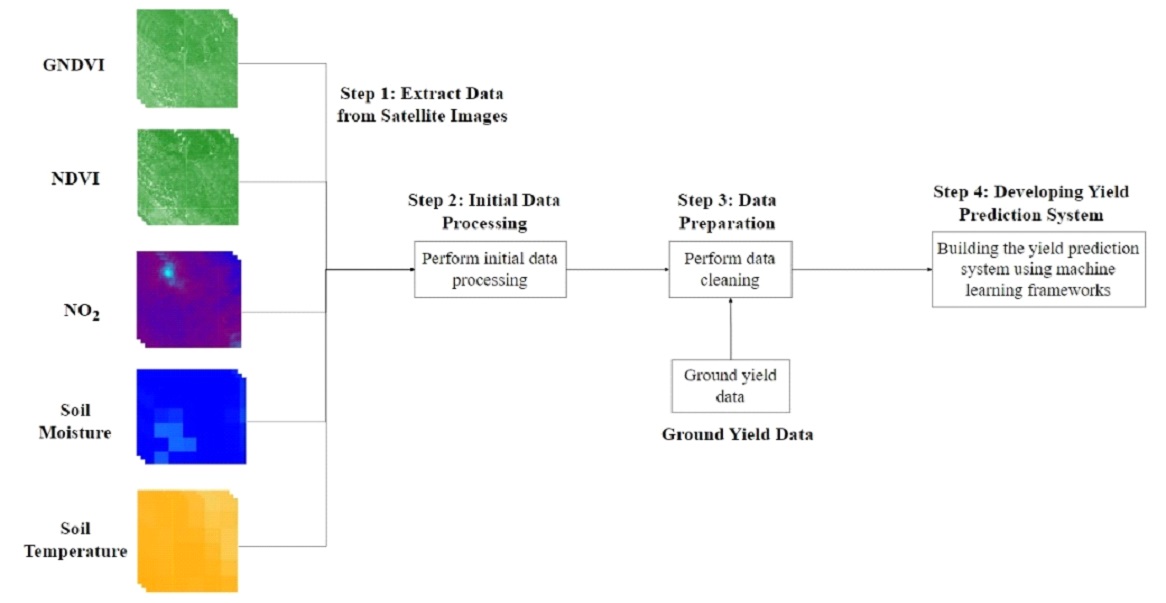 GNDVI
Step 1: Extract Data
from Satellite Images
NDVI
Step 2: Initial Data
Processing
Perform initial data
processing
Step 3: Data
Preparation
Perform data
cleaning
Step 4: Developing Yield
Prediction System
Building the yield prediction
system using machine
learning frameworks
NO₂
Ground yield
data
Ground Yield Data
Soil
Moisture
Soil
Temperature